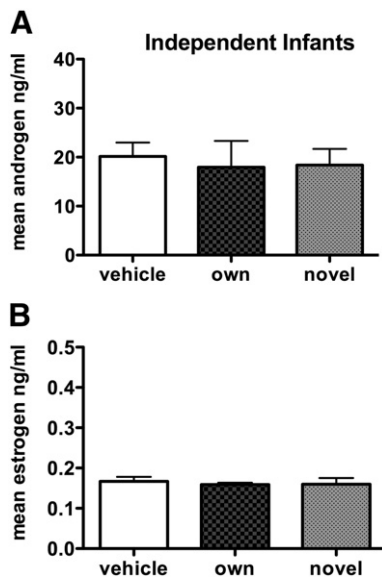 A
Independent Infants
mean androgen ng/ml
40
30
20
10
0
vehicle own novel
B
mean estrogen ng/ml
0.5
0.4
0.3
0.2
0.1
0.0
vehicle own novel